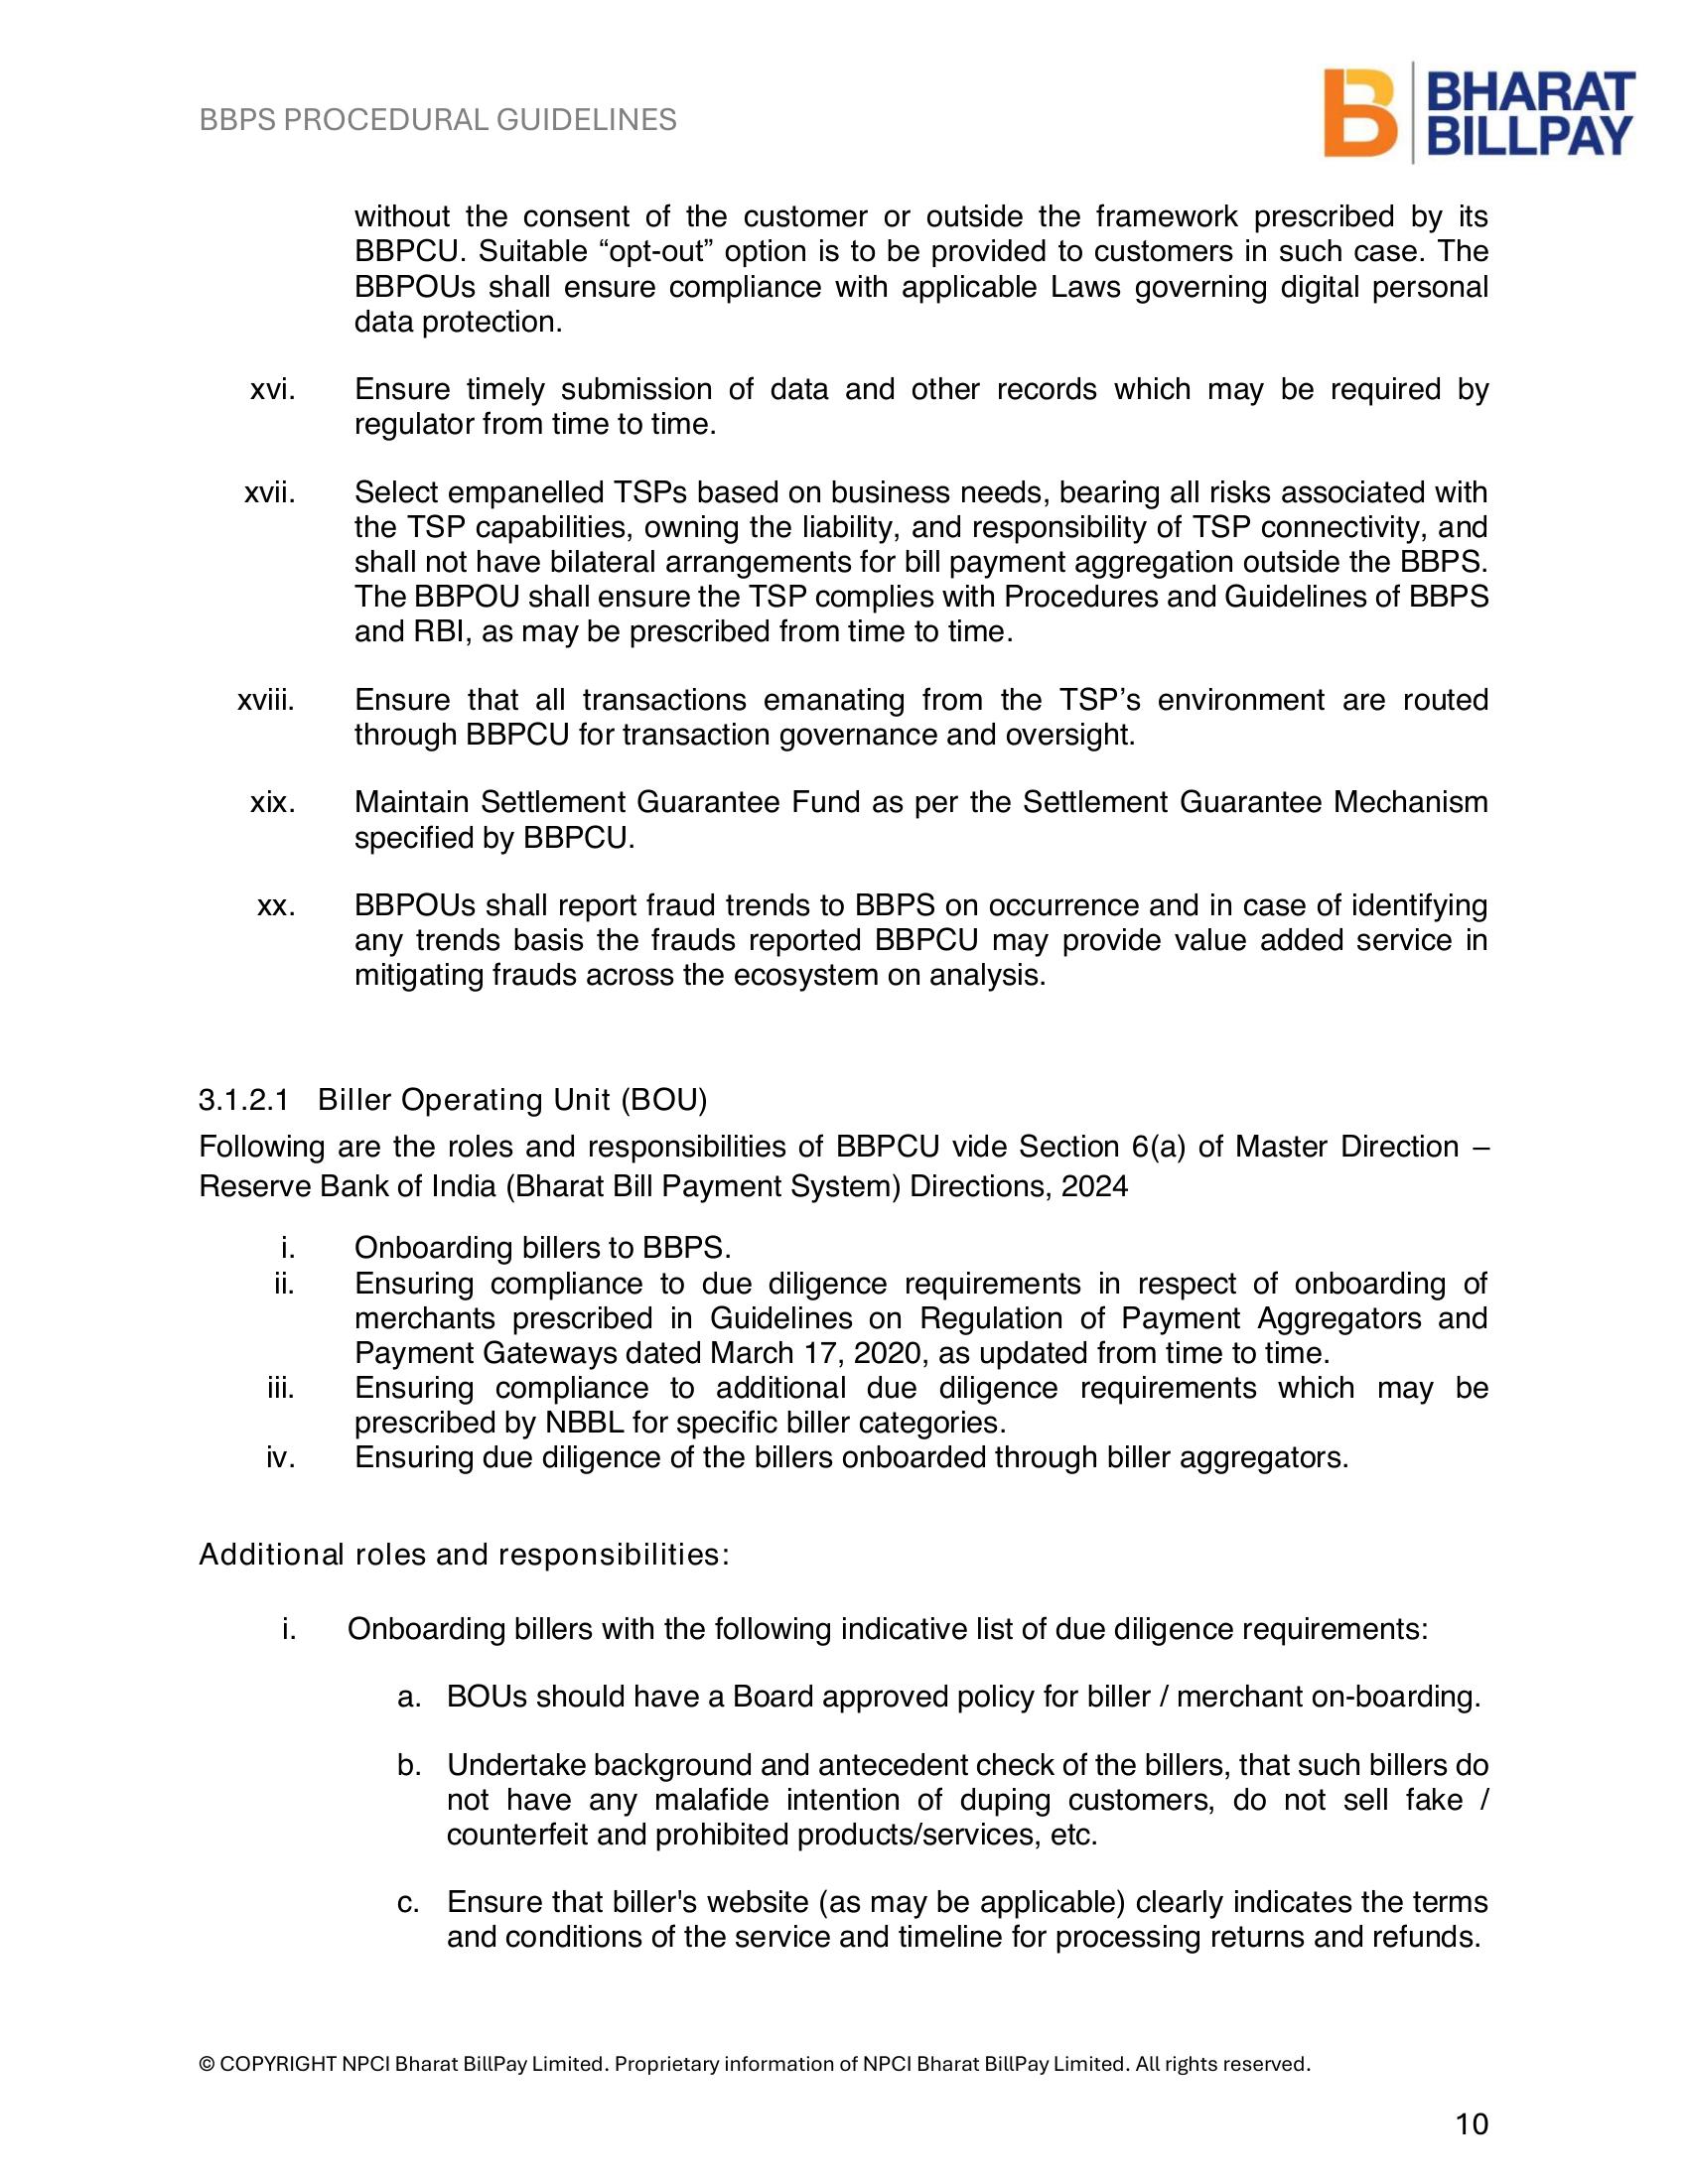 BBPS PROCEDURAL GUIDELINES
BHARAT
BILLPAY
without the consent of the customer or outside the framework prescribed by its
BBPCU. Suitable “opt-out” option is to be provided to customers in such case. The
BBPOUs shall ensure compliance with applicable Laws governing digital personal
data protection.
xvi. Ensure timely submission of data and other records which may be required by
regulator from time to time.
xvii. Select empanelled TSPs based on business needs, bearing all risks associated with
the TSP capabilities, owning the liability, and responsibility of TSP connectivity, and
shall not have bilateral arrangements for bill payment aggregation outside the BBPS.
The BBPOU shall ensure the TSP complies with Procedures and Guidelines of BBPS
and RBI, as may be prescribed from time to time.
xviii. Ensure that all transactions emanating from the TSP’s environment are routed
through BBPCU for transaction governance and oversight.
xix. Maintain Settlement Guarantee Fund as per the Settlement Guarantee Mechanism
specified by BBPCU.
xx. BBPOUs shall report fraud trends to BBPS on occurrence and in case of identifying
any trends basis the frauds reported BBPCU may provide value added service in
mitigating frauds across the ecosystem on analysis.
3.1.2.1 Biller Operating Unit (BOU)
Following are the roles and responsibilities of BBPCU vide Section 6(a) of Master Direction –
Reserve Bank of India (Bharat Bill Payment System) Directions, 2024
i. Onboarding billers to BBPS.
ii. Ensuring compliance to due diligence requirements in respect of onboarding of
merchants prescribed in Guidelines on Regulation of Payment Aggregators and
Payment Gateways dated March 17, 2020, as updated from time to time.
iii. Ensuring compliance to additional due diligence requirements which may be
prescribed by NBBL for specific biller categories.
iv. Ensuring due diligence of the billers onboarded through biller aggregators.
Additional roles and responsibilities:
i. Onboarding billers with the following indicative list of due diligence requirements:
a. BOUs should have a Board approved policy for biller / merchant on-boarding.
b. Undertake background and antecedent check of the billers, that such billers do
not have any malafide intention of duping customers, do not sell fake /
counterfeit and prohibited products/services, etc.
c. Ensure that biller's website (as may be applicable) clearly indicates the terms
and conditions of the service and timeline for processing returns and refunds.
© COPYRIGHT NPCI Bharat BillPay Limited. Proprietary information of NPCI Bharat BillPay Limited. All rights reserved.
10